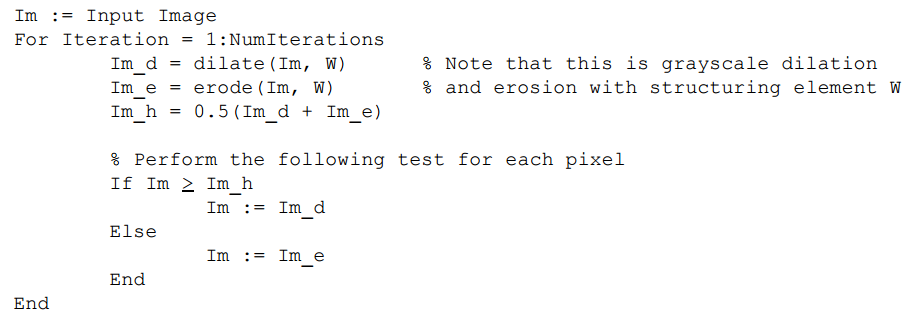 Im := Input Image
For Iteration = 1:NumIterations
Im_d = dilate(Im, W) % Note that this is grayscale dilation
Im_e = erode(Im, W) % and erosion with structuring element W
Im_h = 0.5(Im_d + Im_e)
% Perform the following test for each pixel
If Im ≥ Im_h
Im := Im_d
Else
Im := Im_e
End
End